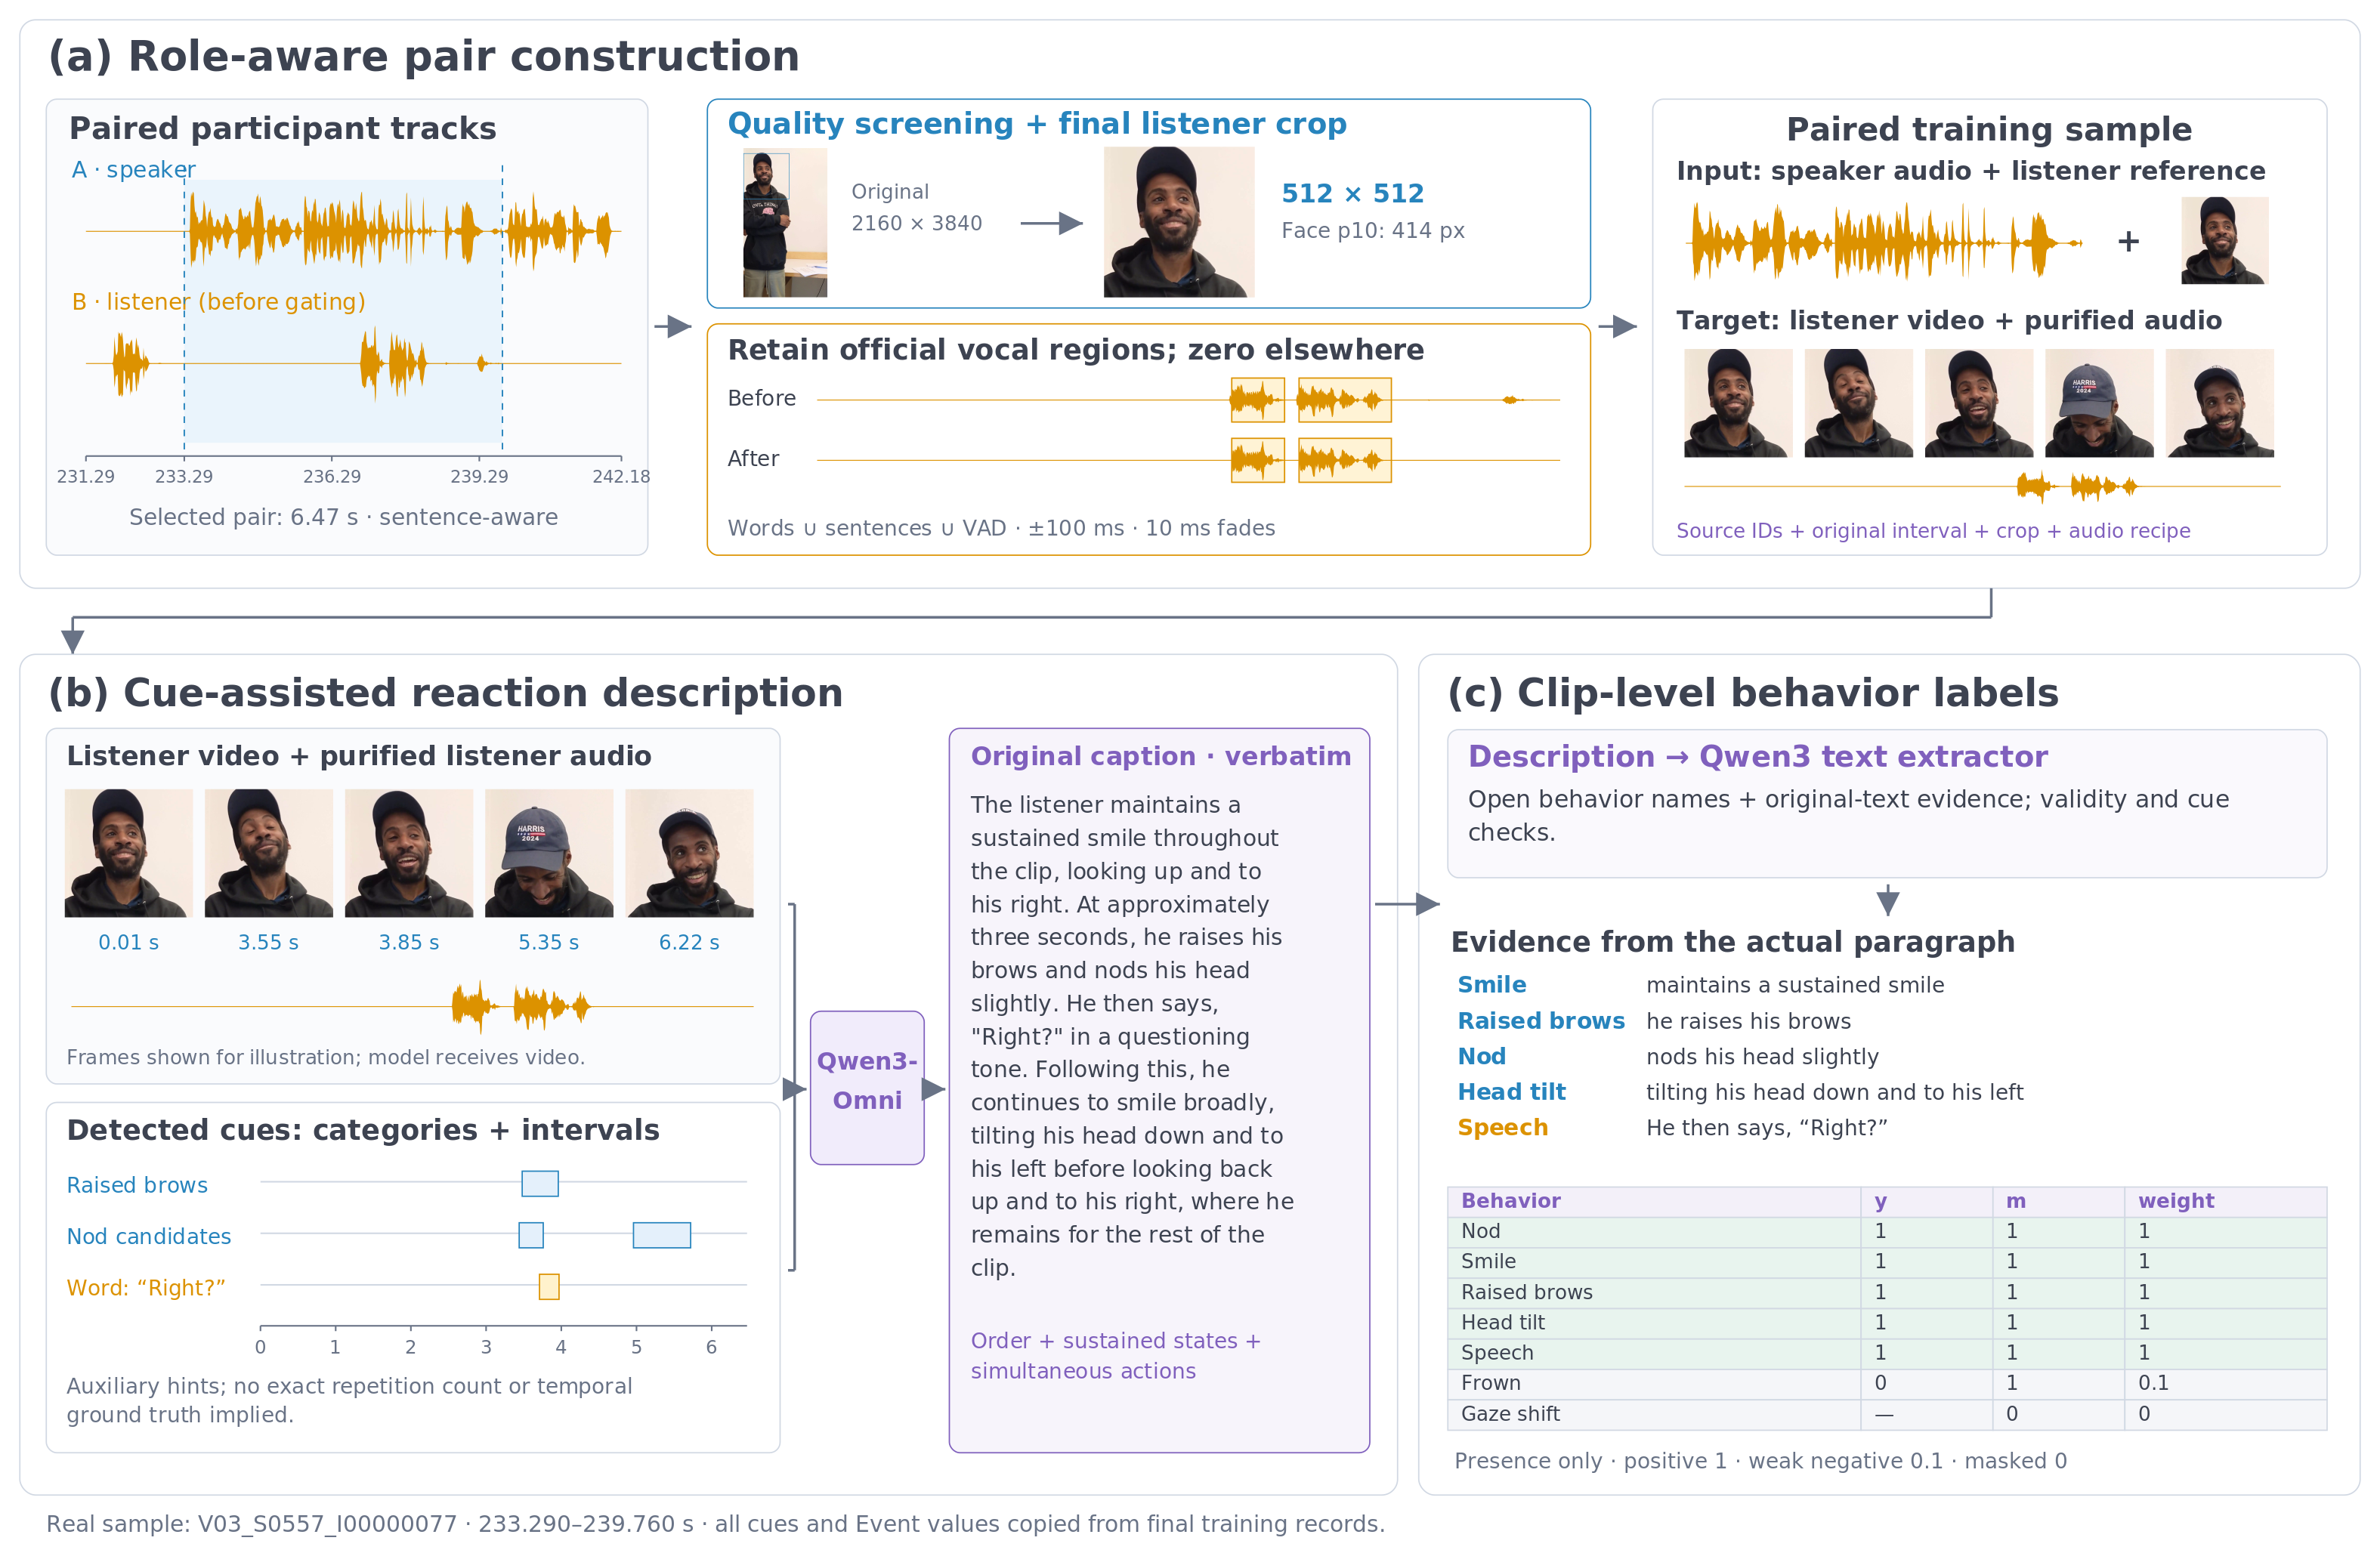 (a) Role-aware pair construction
Paired participant tracks
A · speaker
B · listener (before gating)
231.29 233.29 236.29 239.29 242.18
Selected pair: 6.47 s · sentence-aware
Quality screening + final listener crop
Original
2160 × 3840
512 × 512
Face p10: 414 px
Retain official vocal regions; zero elsewhere
Before
After
Words ∪ sentences ∪ VAD · ±100 ms · 10 ms fades
Paired training sample
Input: speaker audio + listener reference
+
Target: listener video + purified audio
HARRIS
2024
Source IDs + original interval + crop + audio recipe
(b) Cue-assisted reaction description
Listener video + purified listener audio
HARRIS
2024
0.01 s 3.55 s 3.85 s 5.35 s 6.22 s
Frames shown for illustration; model receives video.
Detected cues: categories + intervals
Raised brows
Nod candidates
Word: “Right?”
0 1 2 3 4 5 6
Auxiliary hints; no exact repetition count or temporal
ground truth implied.
Qwen3-
Omni
Original caption · verbatim
The listener maintains a
sustained smile throughout
the clip, looking up and to
his right. At approximately
three seconds, he raises his
brows and nods his head
slightly. He then says,
"Right?" in a questioning
tone. Following this, he
continues to smile broadly,
tilting his head down and to
his left before looking back
up and to his right, where he
remains for the rest of the
clip.
Order + sustained states +
simultaneous actions
(c) Clip-level behavior labels
Description → Qwen3 text extractor
Open behavior names + original-text evidence; validity and cue
checks.
Evidence from the actual paragraph
Smile maintains a sustained smile
Raised brows he raises his brows
Nod nods his head slightly
Head tilt tilting his head down and to his left
Speech He then says, “Right?”
Behavior y m weight
Nod 1 1 1
Smile 1 1 1
Raised brows 1 1 1
Head tilt 1 1 1
Speech 1 1 1
Frown 0 1 0.1
Gaze shift — 0 0
Presence only · positive 1 · weak negative 0.1 · masked 0
Real sample: V03_S0557_I00000077 · 233.290–239.760 s · all cues and Event values copied from final training records.